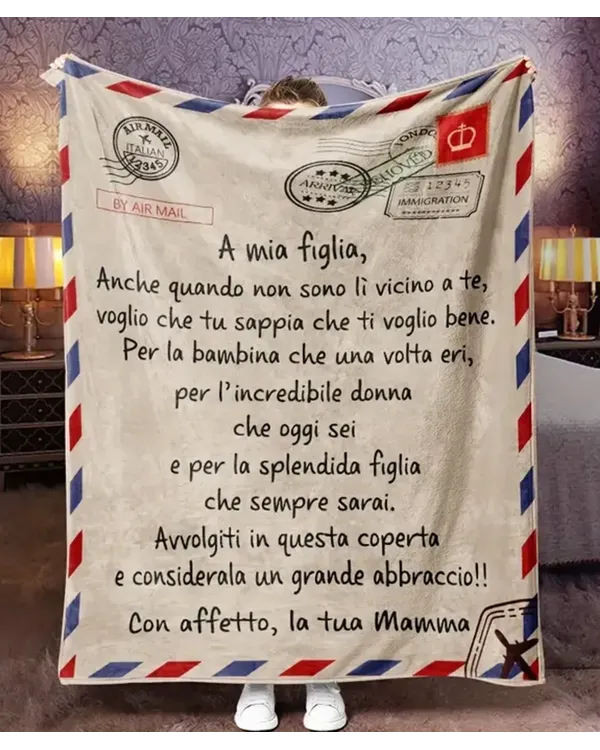 AIRMAIL
ITALIAN
12345
ARRIVAL
LONDO
12345
IMMIGRATION
BY AIR MAIL
A mia figlia,
Anche quando non sono lì vicino a te,
voglio che tu sappia che ti voglio bene.
Per la bambina che una volta eri,
per l'incredibile donna
che oggi sei
e per la splendida figlia
che sempre sarai.
Avvolgiti in questa coperta
e considerala un grande abbraccio!!
Con affetto, la tua Mamma